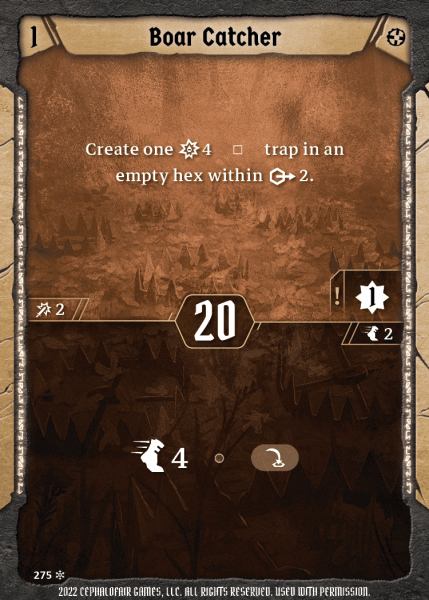 1 Boar Catcher
Create one 4 trap in an
empty hex within 2.
! 1
2
20
2
4
275
2022 CEPHALOFAIR GAMES, LLC. ALL RIGHTS RESERVED. USED WITH PERMISSION.